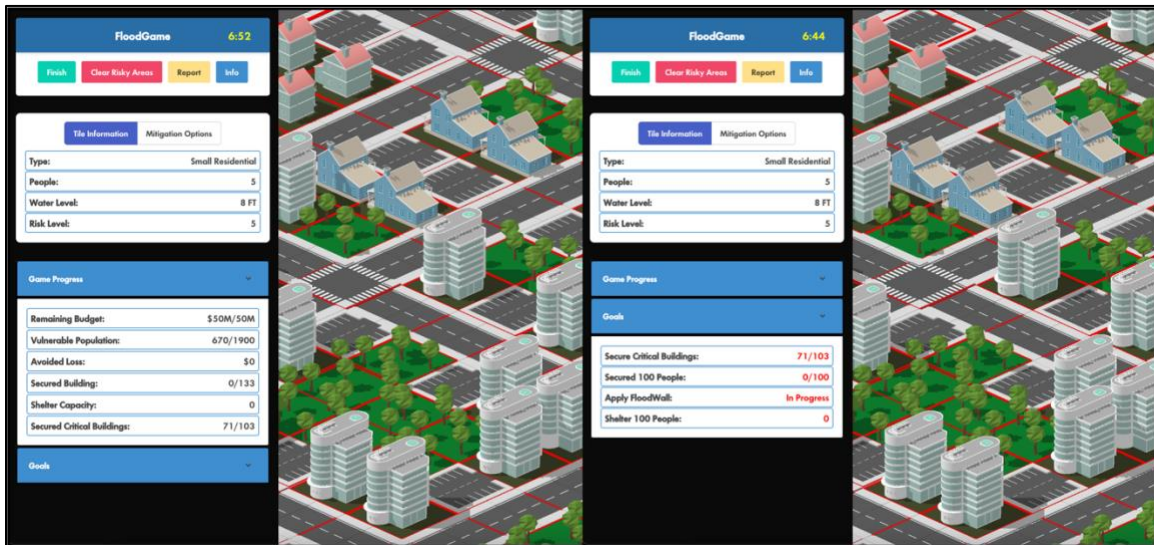 FloodGame 6:52
Finish Clear Risky Areas Report Info
Tile Information Mitigation Options
Type: Small Residential
People: 5
Water Level: 8 FT
Risk Level: 5
Game Progress
Remaining Budget: $50M/50M
Vulnerable Population: 670/1900
Avoided Loss: $0
Secured Building: 0/133
Shelter Capacity: 0
Secured Critical Buildings: 71/103
Goals
FloodGame 6:44
Finish Clear Risky Areas Report Info
Tile Information Mitigation Options
Type: Small Residential
People: 5
Water Level: 8 FT
Risk Level: 5
Game Progress
Goals
Secure Critical Buildings: 71/103
Secured 100 People: 0/100
Apply FloodWall: In Progress
Shelter 100 People: 0